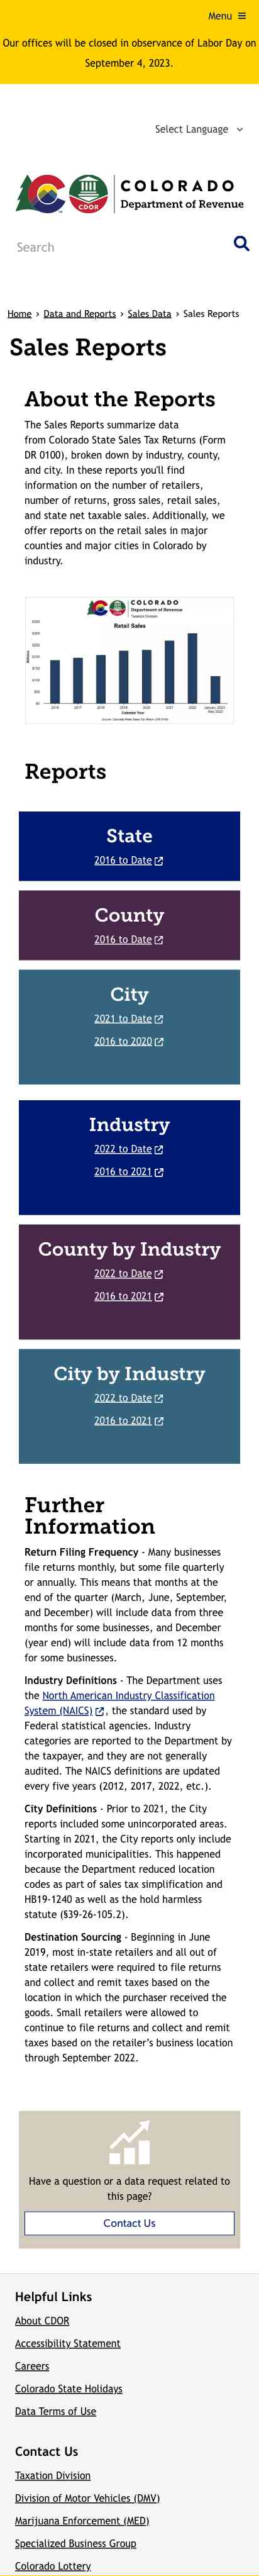 Menu ≡
Our offices will be closed in observance of Labor Day on
September 4, 2023.
Select Language
COLORADO
Department of Revenue
CDOR
Search
Home › Data and Reports › Sales Data › Sales Reports
Sales Reports
About the Reports
The Sales Reports summarize data
from Colorado State Sales Tax Returns (Form
DR 0100), broken down by industry, county,
and city. In these reports you'll find
information on the number of retailers,
number of returns, gross sales, retail sales,
and state net taxable sales. Additionally, we
offer reports on the retail sales in major
counties and major cities in Colorado by
industry.
COLORADO
Department of Revenue
Retail Sales
Calendar Year
Reports
State
2016 to Date
County
2016 to Date
City
2021 to Date
2016 to 2020
Industry
2022 to Date
2016 to 2021
County by Industry
2022 to Date
2016 to 2021
City by Industry
2022 to Date
2016 to 2021
Further
Information
Return Filing Frequency - Many businesses
file returns monthly, but some file quarterly
or annually. This means that months at the
end of the quarter (March, June, September,
and December) will include data from three
months for some businesses, and December
(year end) will include data from 12 months
for some businesses.
Industry Definitions - The Department uses
the North American Industry Classification
System (NAICS), the standard used by
Federal statistical agencies. Industry
categories are reported to the Department by
the taxpayer, and they are not generally
audited. The NAICS definitions are updated
every five years (2012, 2017, 2022, etc.).
City Definitions - Prior to 2021, the City
reports included some unincorporated areas.
Starting in 2021, the City reports only include
incorporated municipalities. This happened
because the Department reduced location
codes as part of sales tax simplification and
HB19-1240 as well as the hold harmless
statute (§39-26-105.2).
Destination Sourcing - Beginning in June
2019, most in-state retailers and all out of
state retailers were required to file returns
and collect and remit taxes based on the
location in which the purchaser received the
goods. Small retailers were allowed to
continue to file returns and collect and remit
taxes based on the retailer’s business location
through September 2022.
Have a question or a data request related to
this page?
Contact Us
Helpful Links
About CDOR
Accessibility Statement
Careers
Colorado State Holidays
Data Terms of Use
Contact Us
Taxation Division
Division of Motor Vehicles (DMV)
Marijuana Enforcement (MED)
Specialized Business Group
Colorado Lottery